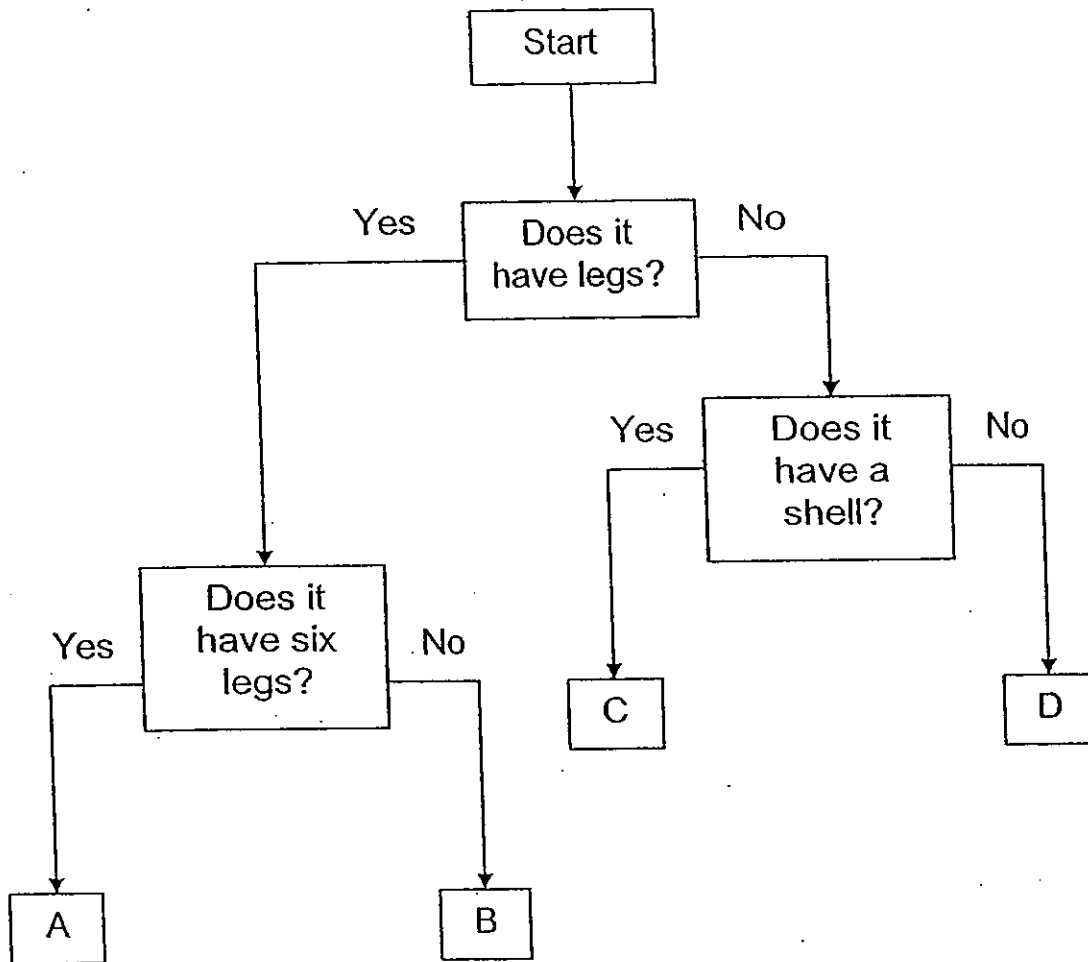 Start
Yes
Does it
have legs?
No
Yes
Does it
have a
shell?
No
Yes
Does it
have six
legs?
No
C
D
A
B